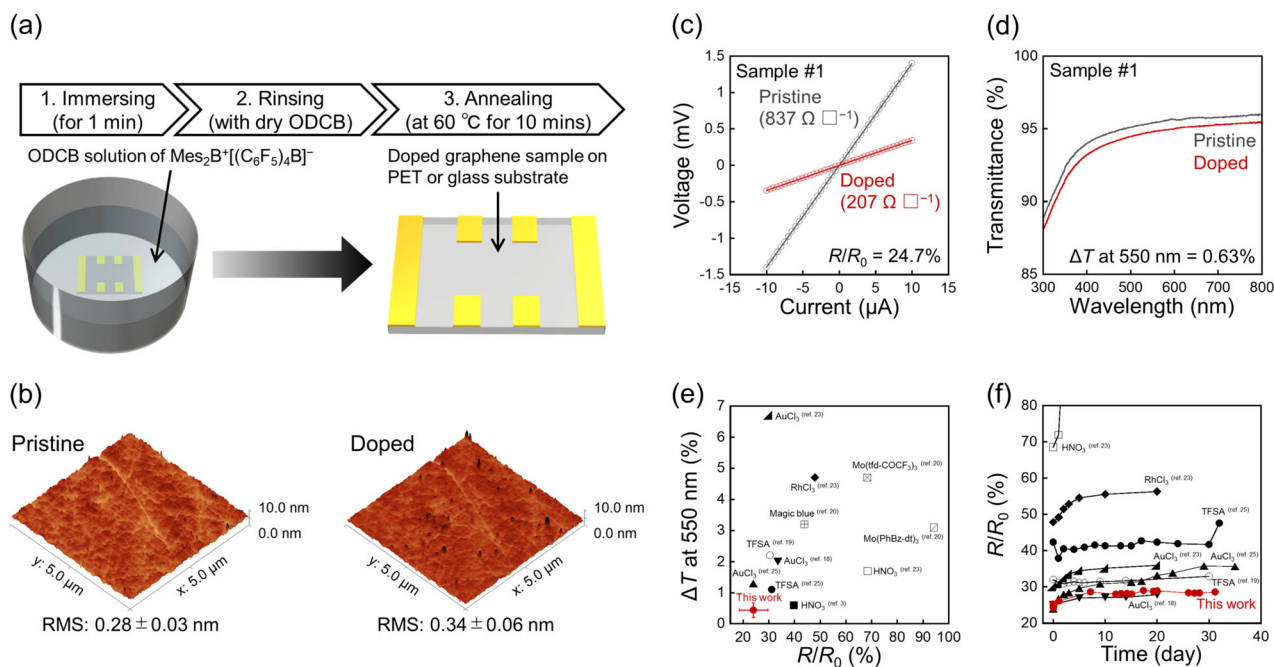 (a)
1. Immersing
(for 1 min)
2. Rinsing
(with dry ODCB)
3. Annealing
(at 60 ℃ for 10 mins)
ODCB solution of Mes₂B⁺[(C₆F₅)₄B]⁻
Doped graphene sample on
PET or glass substrate
(b)
Pristine
10.0 nm
0.0 nm
y: 5.0 µm
x: 5.0 µm
RMS: 0.28 ± 0.03 nm
Doped
10.0 nm
0.0 nm
y: 5.0 µm
x: 5.0 µm
RMS: 0.34 ± 0.06 nm
(c)
Sample #1
Pristine
(837 Ω □⁻¹)
Doped
(207 Ω □⁻¹)
R/R₀ = 24.7%
Voltage (mV)
1.5
1
0.5
0
-0.5
-1
-1.5
-15 -10 -5 0 5 10 15
Current (µA)
(d)
Sample #1
Pristine
Doped
ΔT at 550 nm = 0.63%
Transmittance (%)
100
95
90
85
300 400 500 600 700 800
Wavelength (nm)
(e)
Δ T at 550 nm (%)
7
6
5
4
3
2
1
0
AuCl₃ (ref. 23)
Mo(tfd-COCF₃)₃ (ref. 20)
RhCl₃ (ref. 23)
Magic blue (ref. 20)
Mo(PhBz-dt)₃ (ref. 20)
TFSA (ref. 19)
AuCl₃ (ref. 18)
HNO₃ (ref. 23)
AuCl₃ (ref. 25)
TFSA (ref. 25)
This work
HNO₃ (ref. 3)
20 30 40 50 60 70 80 90 100
R/R₀ (%)
(f)
R/R₀ (%)
80
70
60
50
40
30
20
HNO₃ (ref. 23)
RhCl₃ (ref. 23)
TFSA (ref. 25)
AuCl₃ (ref. 23)
AuCl₃ (ref. 25)
TFSA (ref. 19)
AuCl₃ (ref. 18)
This work
0 10 20 30 40
Time (day)